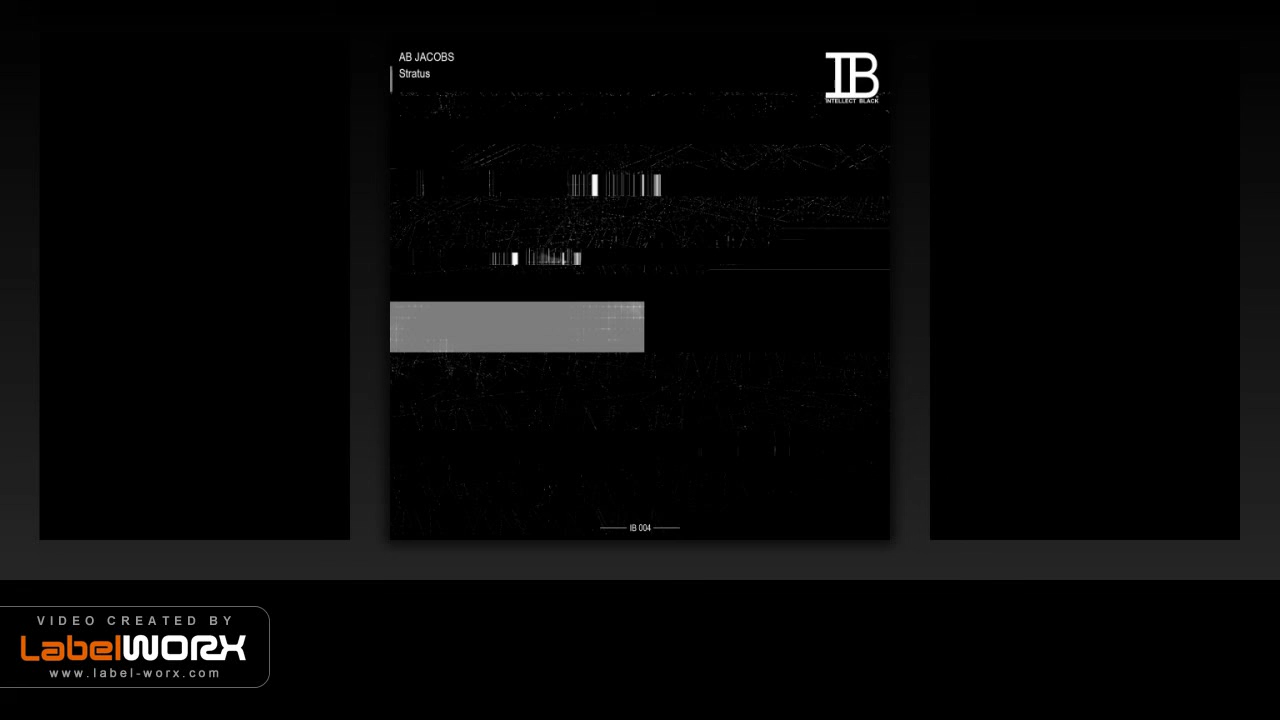 AB JACOBS
Stratus
IB
INTELLECT BLACK
IB 004
VIDEO CREATED BY
LabelWORX
www.label-worx.com